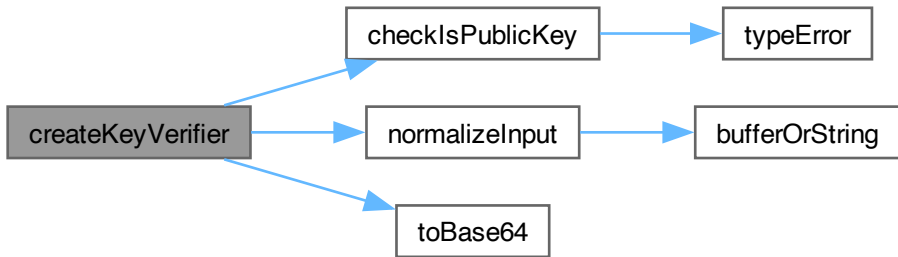 checkIsPublicKey
typeError
createKeyVerifier
normalizeInput
bufferOrString
toBase64